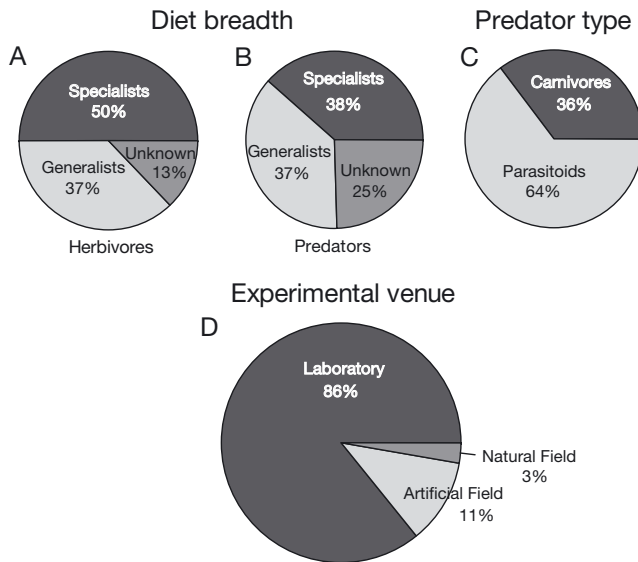 Diet breadth
Predator type
A
Specialists
50%
Generalists
37%
Unknown
13%
Herbivores
B
Specialists
38%
Generalists
37%
Unknown
25%
Predators
C
Carnivores
36%
Parasitoids
64%
Experimental venue
D
Laboratory
86%
Natural Field
3%
Artificial Field
11%